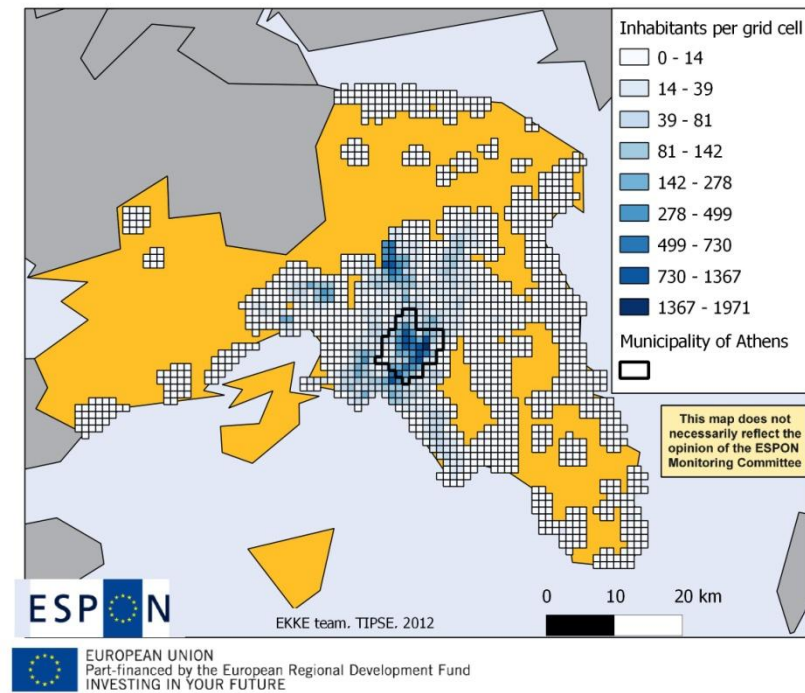 Inhabitants per grid cell
0 - 14
14 - 39
39 - 81
81 - 142
142 - 278
278 - 499
499 - 730
730 - 1367
1367 - 1971
Municipality of Athens
This map does not
necessarily reflect the
opinion of the ESPON
Monitoring Committee
ESPON
EKKE team. TIPSE. 2012
0 10 20 km
EUROPEAN UNION
Part-financed by the European Regional Development Fund
INVESTING IN YOUR FUTURE